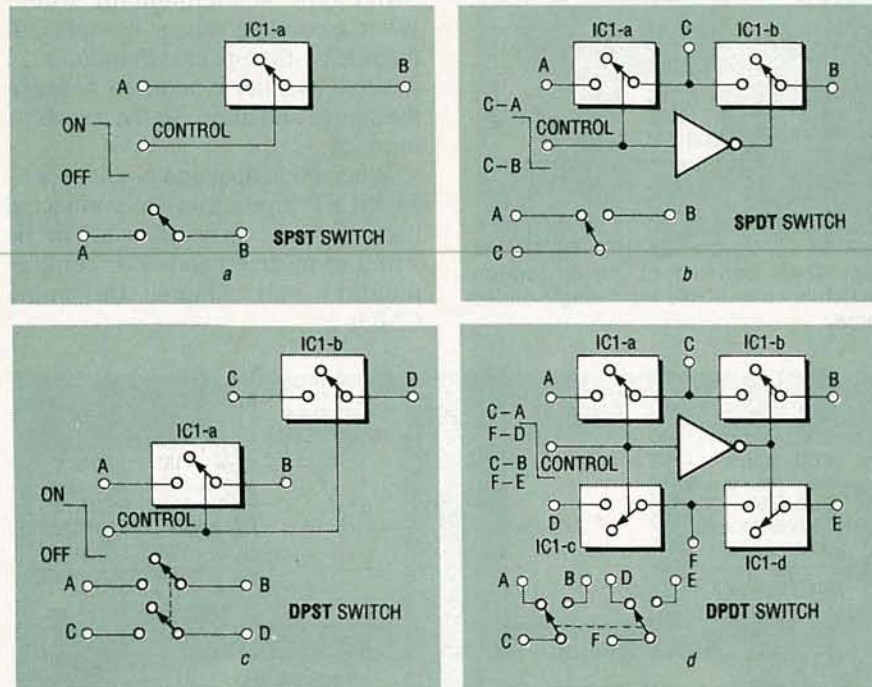 IC1-a
A
B
ON
CONTROL
OFF
A
B
SPST SWITCH
a
IC1-a
C
IC1-b
A
B
C-A
CONTROL
C-B
A
B
C
SPDT SWITCH
b
IC1-b
C
D
IC1-a
A
B
ON
CONTROL
OFF
A
B
C
D
DPST SWITCH
c
IC1-a
C
IC1-b
A
B
C-A
F-D
C-B
CONTROL
F-E
D
E
IC1-c
F
IC1-d
A
B
D
E
C
F
DPDT SWITCH
d